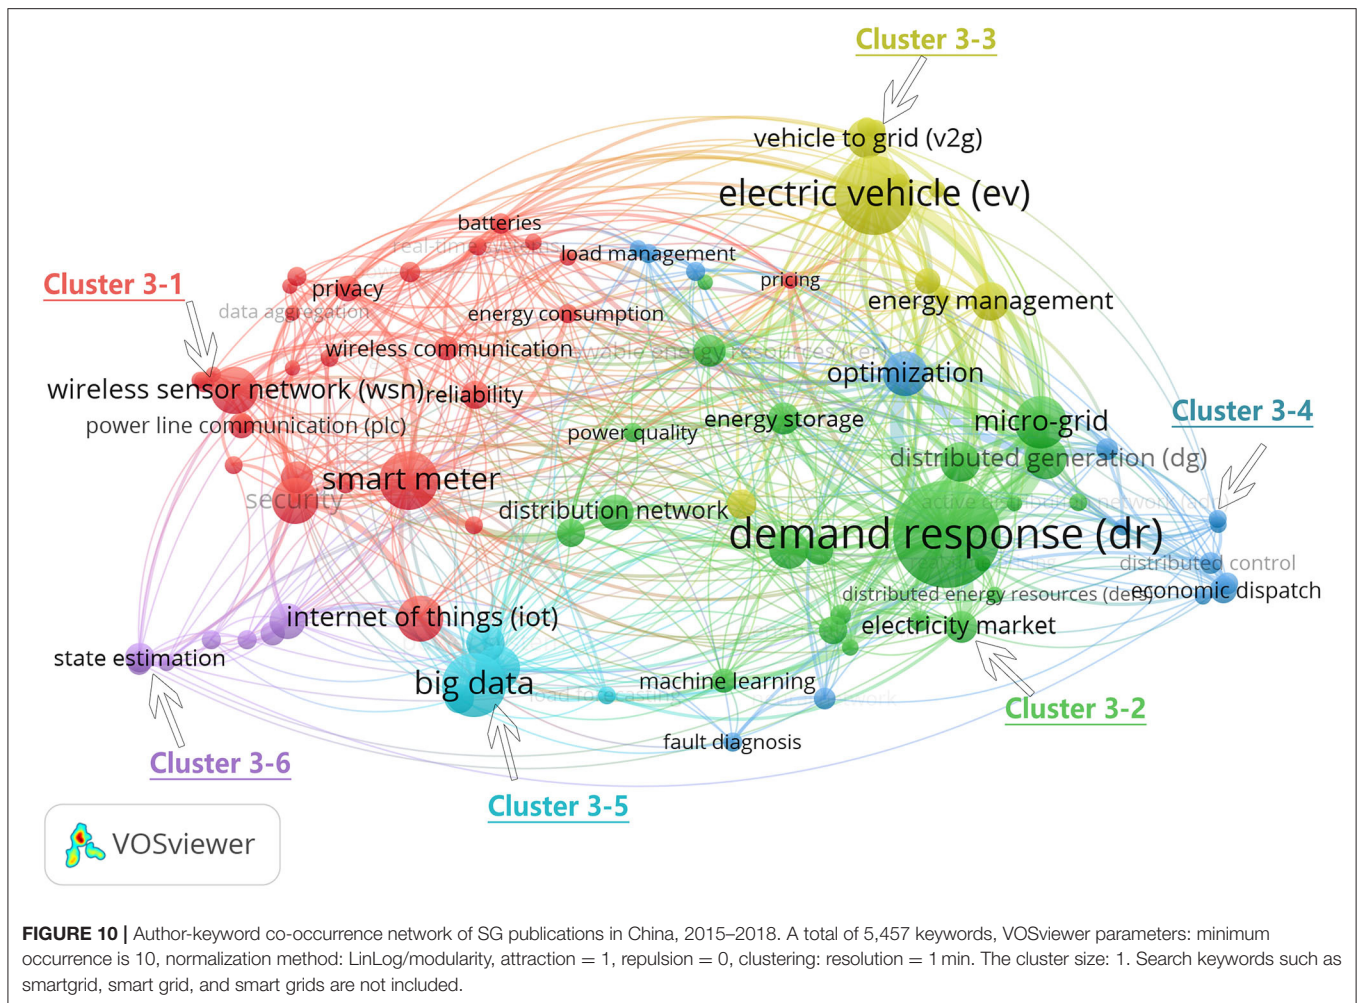 Cluster 3-3
vehicle to grid (v2g)
electric vehicle (ev)
batteries
real-time systems
load management
Cluster 3-1
privacy
pricing
energy management
data aggregation
energy consumption
wireless communication
optimization
wireless sensor network (wsn)
reliability
Cluster 3-4
power line communication (plc)
power quality
energy storage
micro-grid
distributed generation (dg)
smart meter
security
distribution network
demand response (dr)
distributed control
distributed energy resources (ders)
economic dispatch
internet of things (iot)
electricity market
state estimation
big data
load forecasting
machine learning
Cluster 3-2
fault diagnosis
Cluster 3-6
Cluster 3-5
VOSviewer
FIGURE 10 | Author-keyword co-occurrence network of SG publications in China, 2015–2018. A total of 5,457 keywords, VOSviewer parameters: minimum
occurrence is 10, normalization method: LinLog/modularity, attraction = 1, repulsion = 0, clustering: resolution = 1 min. The cluster size: 1. Search keywords such as
smartgrid, smart grid, and smart grids are not included.